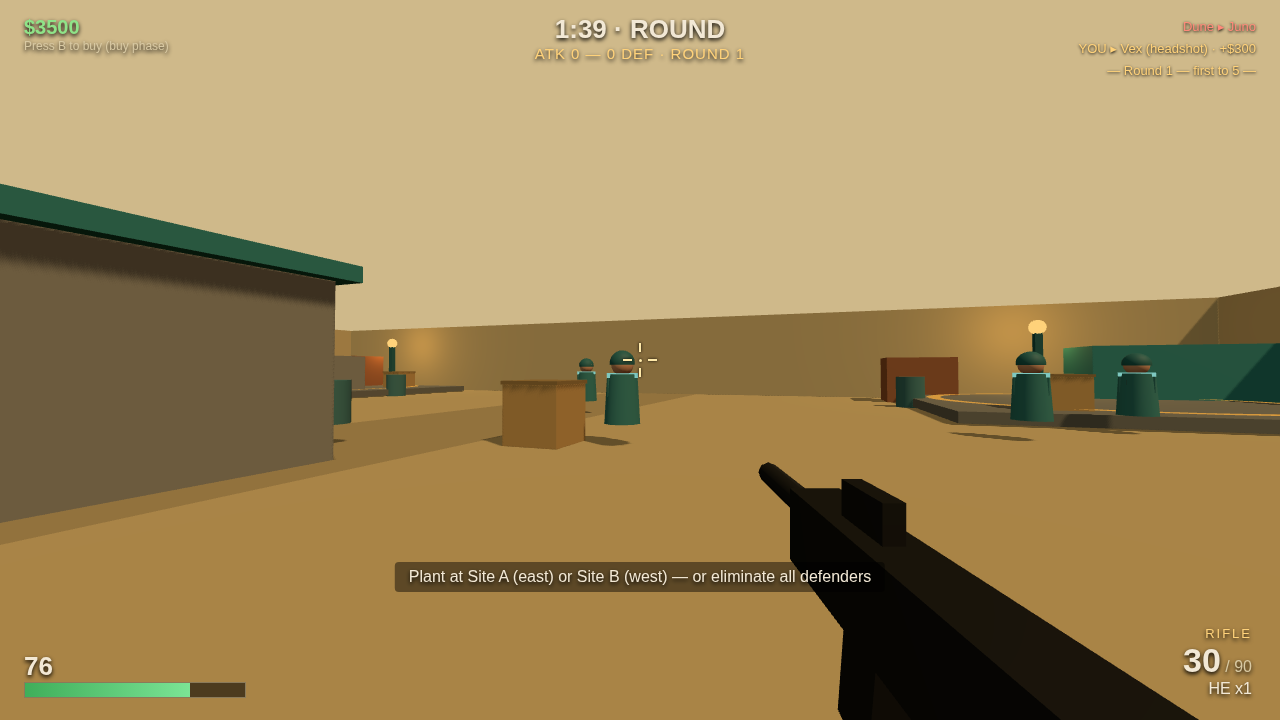 $3500
Press B to buy (buy phase)
1:39 · ROUND
ATK 0 — 0 DEF · ROUND 1
Dune ▸ Juno
YOU ▸ Vex (headshot) · +$300
— Round 1 — first to 5 —
Plant at Site A (east) or Site B (west) — or eliminate all defenders
76
RIFLE
30 / 90
HE x1